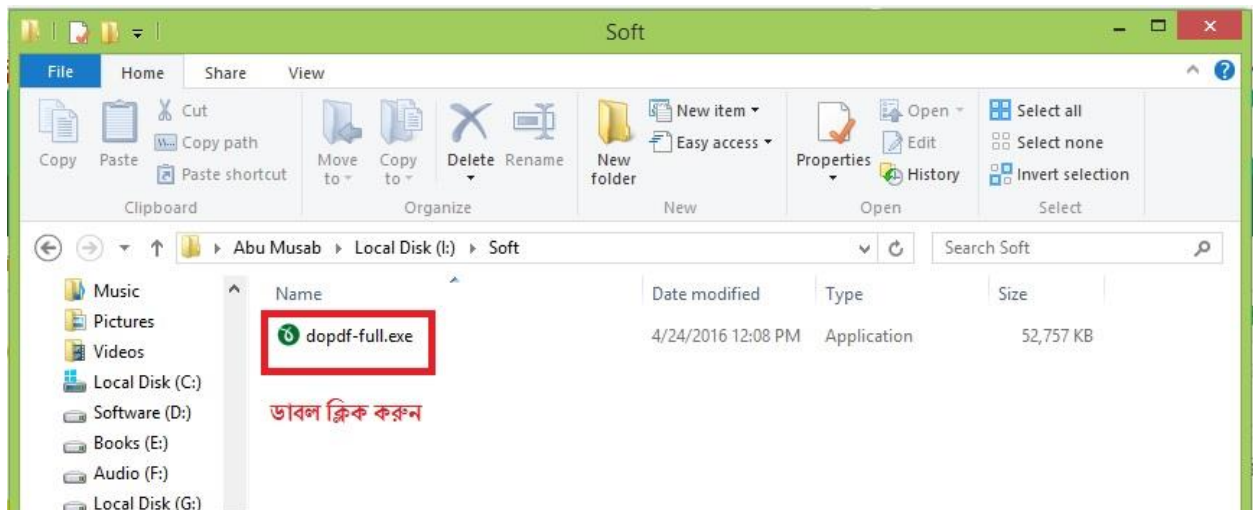 Soft
File Home Share View
Copy
Paste
Cut
Copy path
Paste shortcut
Clipboard
Move to
Copy to
Delete
Rename
Organize
New folder
New item
Easy access
New
Properties
Open
Edit
History
Open
Select all
Select none
Invert selection
Select
Abu Musab Local Disk (I:) Soft
Search Soft
Music
Pictures
Videos
Local Disk (C:)
Software (D:)
Books (E:)
Audio (F:)
Local Disk (G:)
Name Date modified Type Size
dopdf-full.exe 4/24/2016 12:08 PM Application 52,757 KB
ডাবল ক্লিক করুন